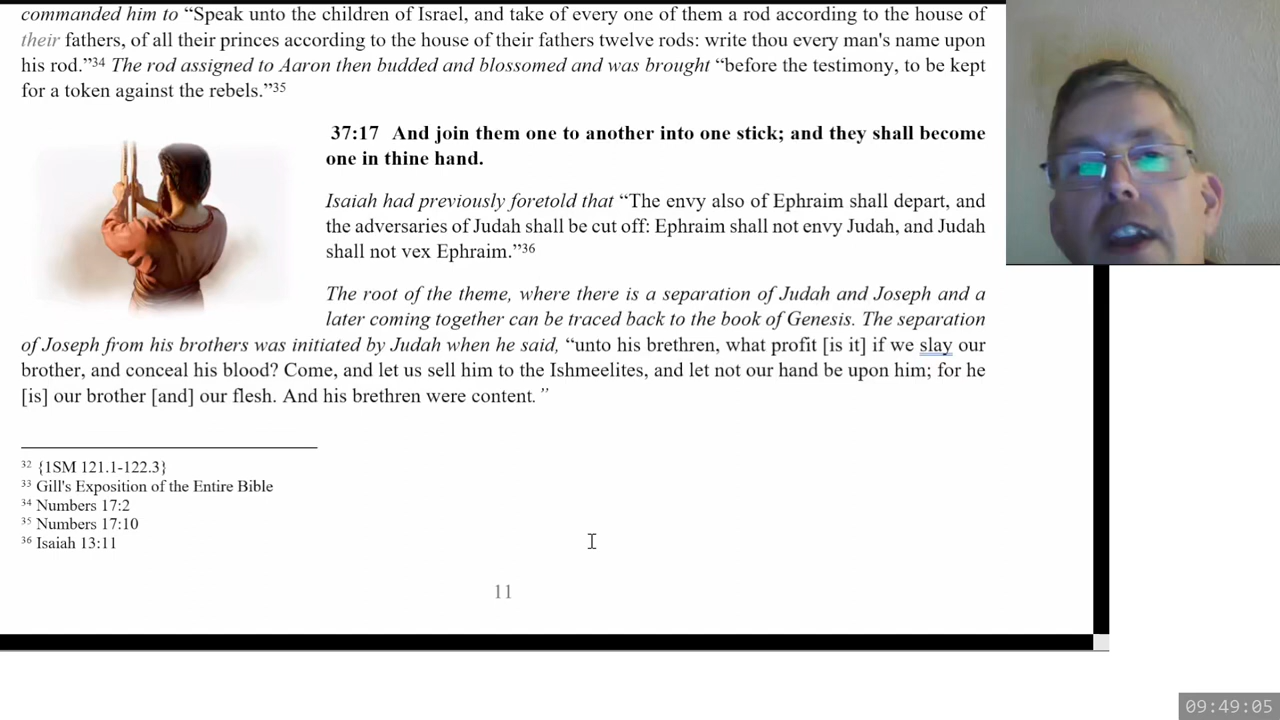 commanded him to “Speak unto the children of Israel, and take of every one of them a rod according to the house of
their fathers, of all their princes according to the house of their fathers twelve rods: write thou every man's name upon
his rod.”34 The rod assigned to Aaron then budded and blossomed and was brought “before the testimony, to be kept
for a token against the rebels.”35
37:17 And join them one to another into one stick; and they shall become
one in thine hand.
Isaiah had previously foretold that “The envy also of Ephraim shall depart, and
the adversaries of Judah shall be cut off: Ephraim shall not envy Judah, and Judah
shall not vex Ephraim.”36
The root of the theme, where there is a separation of Judah and Joseph and a
later coming together can be traced back to the book of Genesis. The separation
of Joseph from his brothers was initiated by Judah when he said, “unto his brethren, what profit [is it] if we slay our
brother, and conceal his blood? Come, and let us sell him to the Ishmeelites, and let not our hand be upon him; for he
[is] our brother [and] our flesh. And his brethren were content. ”
32 {1SM 121.1-122.3}
33 Gill's Exposition of the Entire Bible
34 Numbers 17:2
35 Numbers 17:10
36 Isaiah 13:11
11
09:49:05